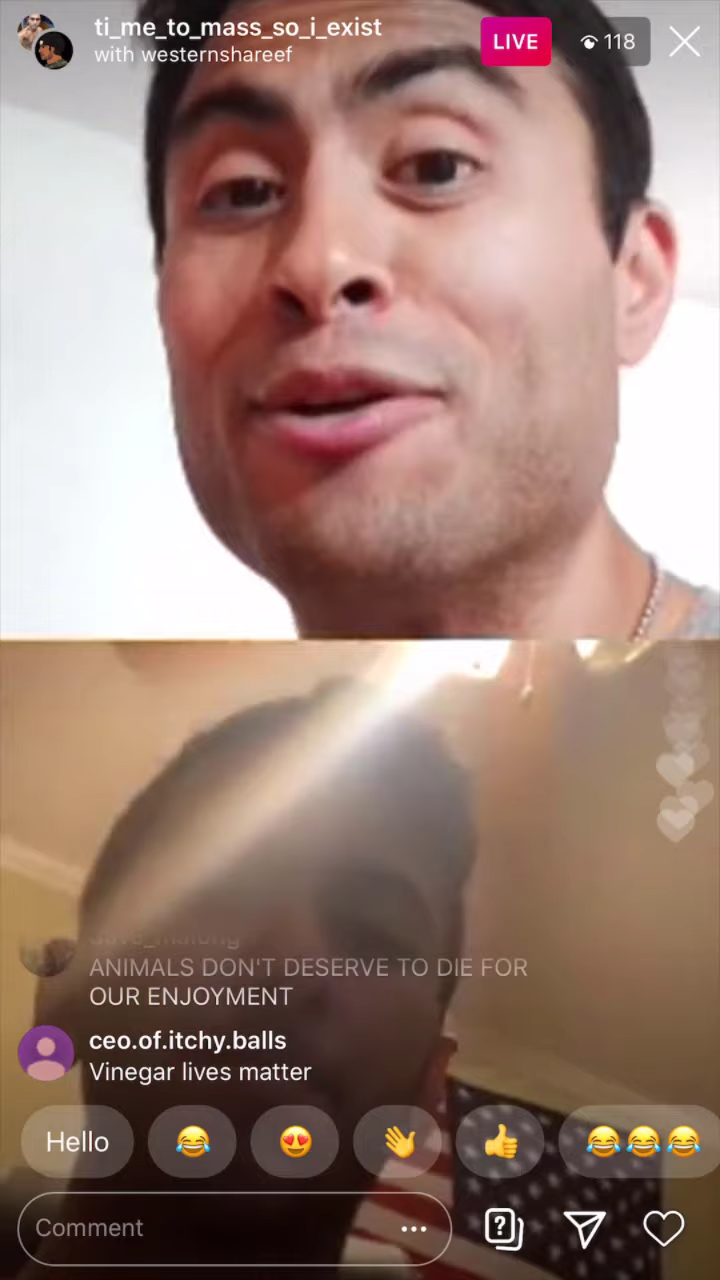 ti_me_to_mass_so_i_exist
LIVE
118
with westernshareef
ANIMALS DON'T DESERVE TO DIE FOR
OUR ENJOYMENT
ceo.of.itchy.balls
Vinegar lives matter
Hello
Comment